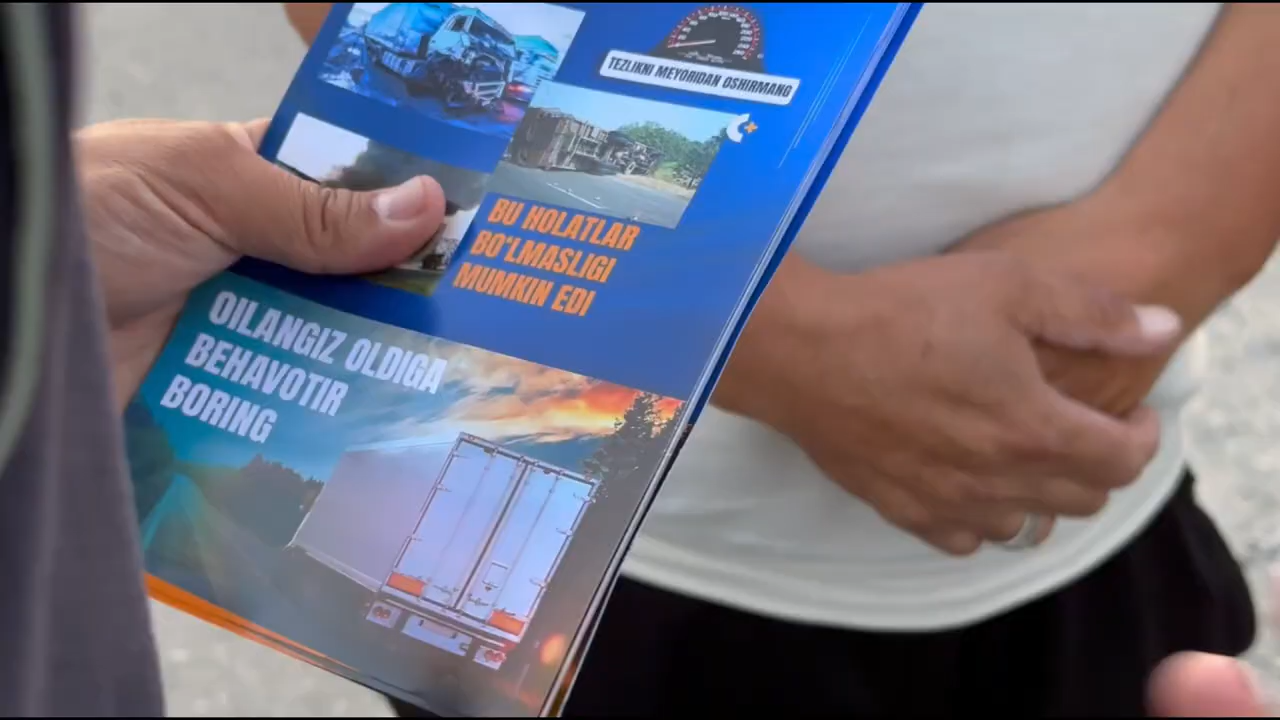 TEZLIKNI MEYORIDAN OSHIRMANG
BU HOLATLAR
BO'LMASLIGI
MUMKIN EDI
OILANGIZ OLDIGA
BEHAVOTIR
BORING